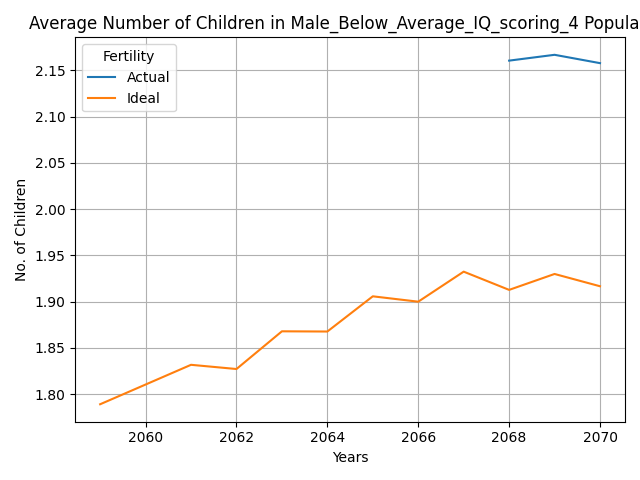 Average Number of Children in Male_Below_Average_IQ_scoring_4 Popula
Fertility
Actual
Ideal
No. of Children
2.15
2.10
2.05
2.00
1.95
1.90
1.85
1.80
2060 2062 2064 2066 2068 2070
Years